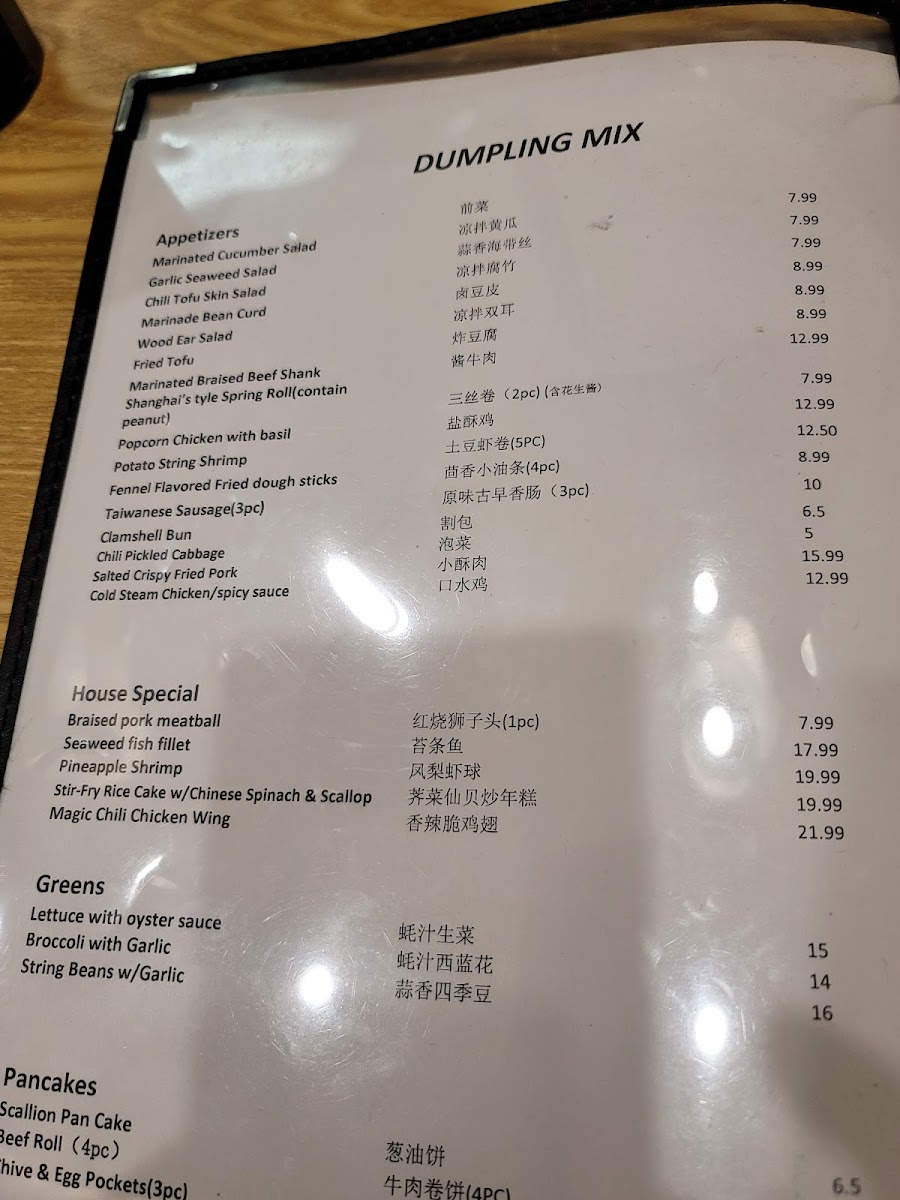 DUMPLING MIX
Appetizers 前菜
Marinated Cucumber Salad 凉拌黄瓜 7.99
Garlic Seaweed Salad 蒜香海带丝 7.99
Chili Tofu Skin Salad 凉拌腐竹 7.99
Marinade Bean Curd 卤豆皮 8.99
Wood Ear Salad 凉拌双耳 8.99
Fried Tofu 炸豆腐 8.99
Marinated Braised Beef Shank 酱牛肉 12.99
Shanghai's tyle Spring Roll(contain
peanut) 三丝卷（2pc) (含花生酱） 7.99
Popcorn Chicken with basil 盐酥鸡 12.99
Potato String Shrimp 土豆虾卷(5PC) 12.50
Fennel Flavored Fried dough sticks 茴香小油条(4pc) 8.99
Taiwanese Sausage(3pc) 原味古早香肠（3pc) 10
Clamshell Bun 割包 6.5
Chili Pickled Cabbage 泡菜 5
Salted Crispy Fried Pork 小酥肉 15.99
Cold Steam Chicken/spicy sauce 口水鸡 12.99
House Special
Braised pork meatball 红烧狮子头(1pc) 7.99
Seaweed fish fillet 苔条鱼 17.99
Pineapple Shrimp 凤梨虾球 19.99
Stir-Fry Rice Cake w/Chinese Spinach & Scallop 荠菜仙贝炒年糕 19.99
Magic Chili Chicken Wing 香辣脆鸡翅 21.99
Greens
Lettuce with oyster sauce 蚝汁生菜 15
Broccoli with Garlic 蚝汁西蓝花 14
String Beans w/Garlic 蒜香四季豆 16
Pancakes
Scallion Pan Cake 葱油饼 6.5
Beef Roll（4pc） 牛肉卷饼(4PC)
Chive & Egg Pockets(3pc)